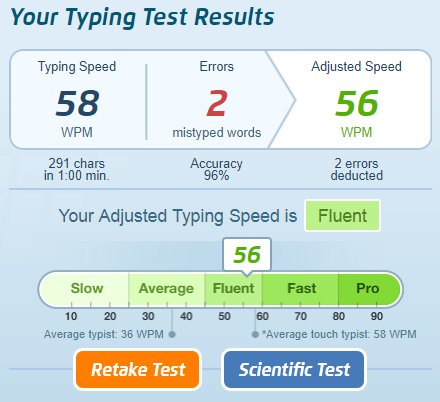 Your Typing Test Results
Typing Speed Errors Adjusted Speed
58 2 56
WPM mistyped words WPM
291 chars Accuracy 2 errors
in 1:00 min. 96% deducted
Your Adjusted Typing Speed is Fluent
56
Slow Average Fluent Fast Pro
10 20 30 40 50 60 70 80 90
Average typist: 36 WPM *Average touch typist: 58 WPM
Retake Test Scientific Test